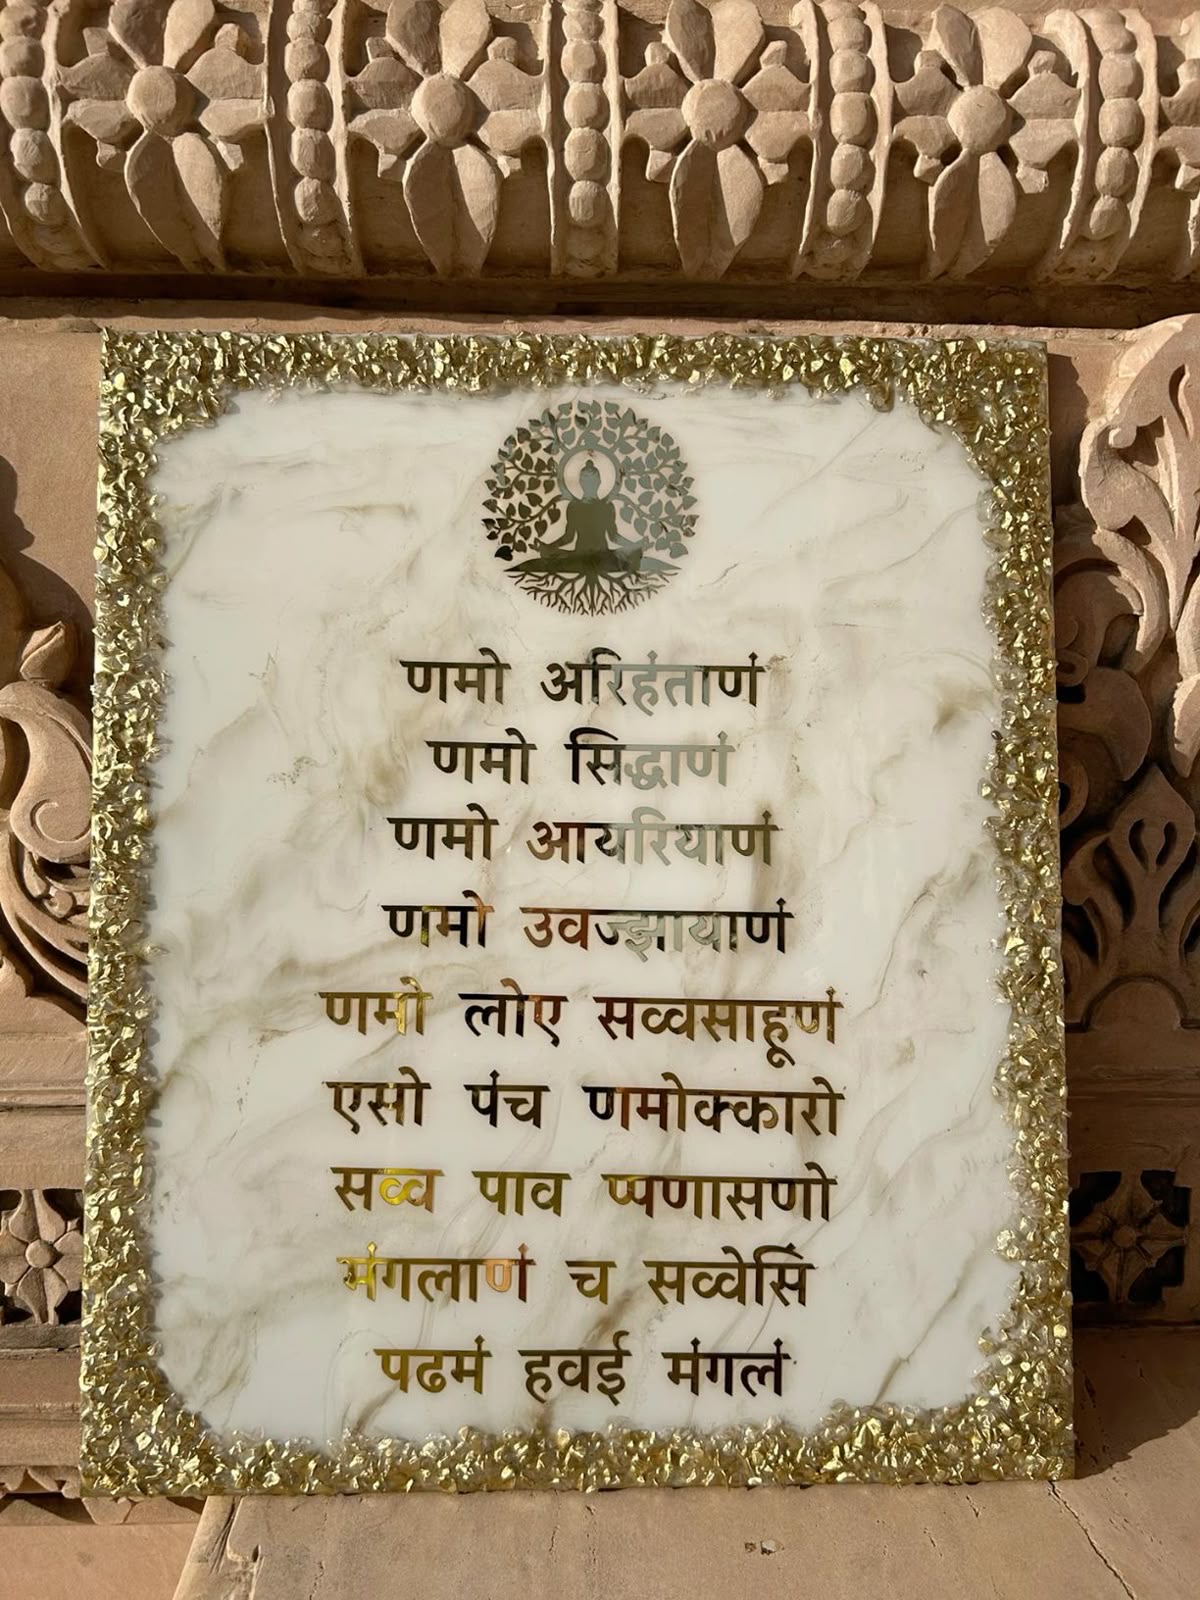 णमो अरिहंताणं
णमो सिद्धाणं
णमो आयरियाणं
णमो उवज्झायाणं
णमो लोए सव्वसाहूणं
एसो पंच णमोक्कारो
सव्व पाव प्पणासणो
मंगलाणं च सव्वेसिं
पढमं हवई मंगलं